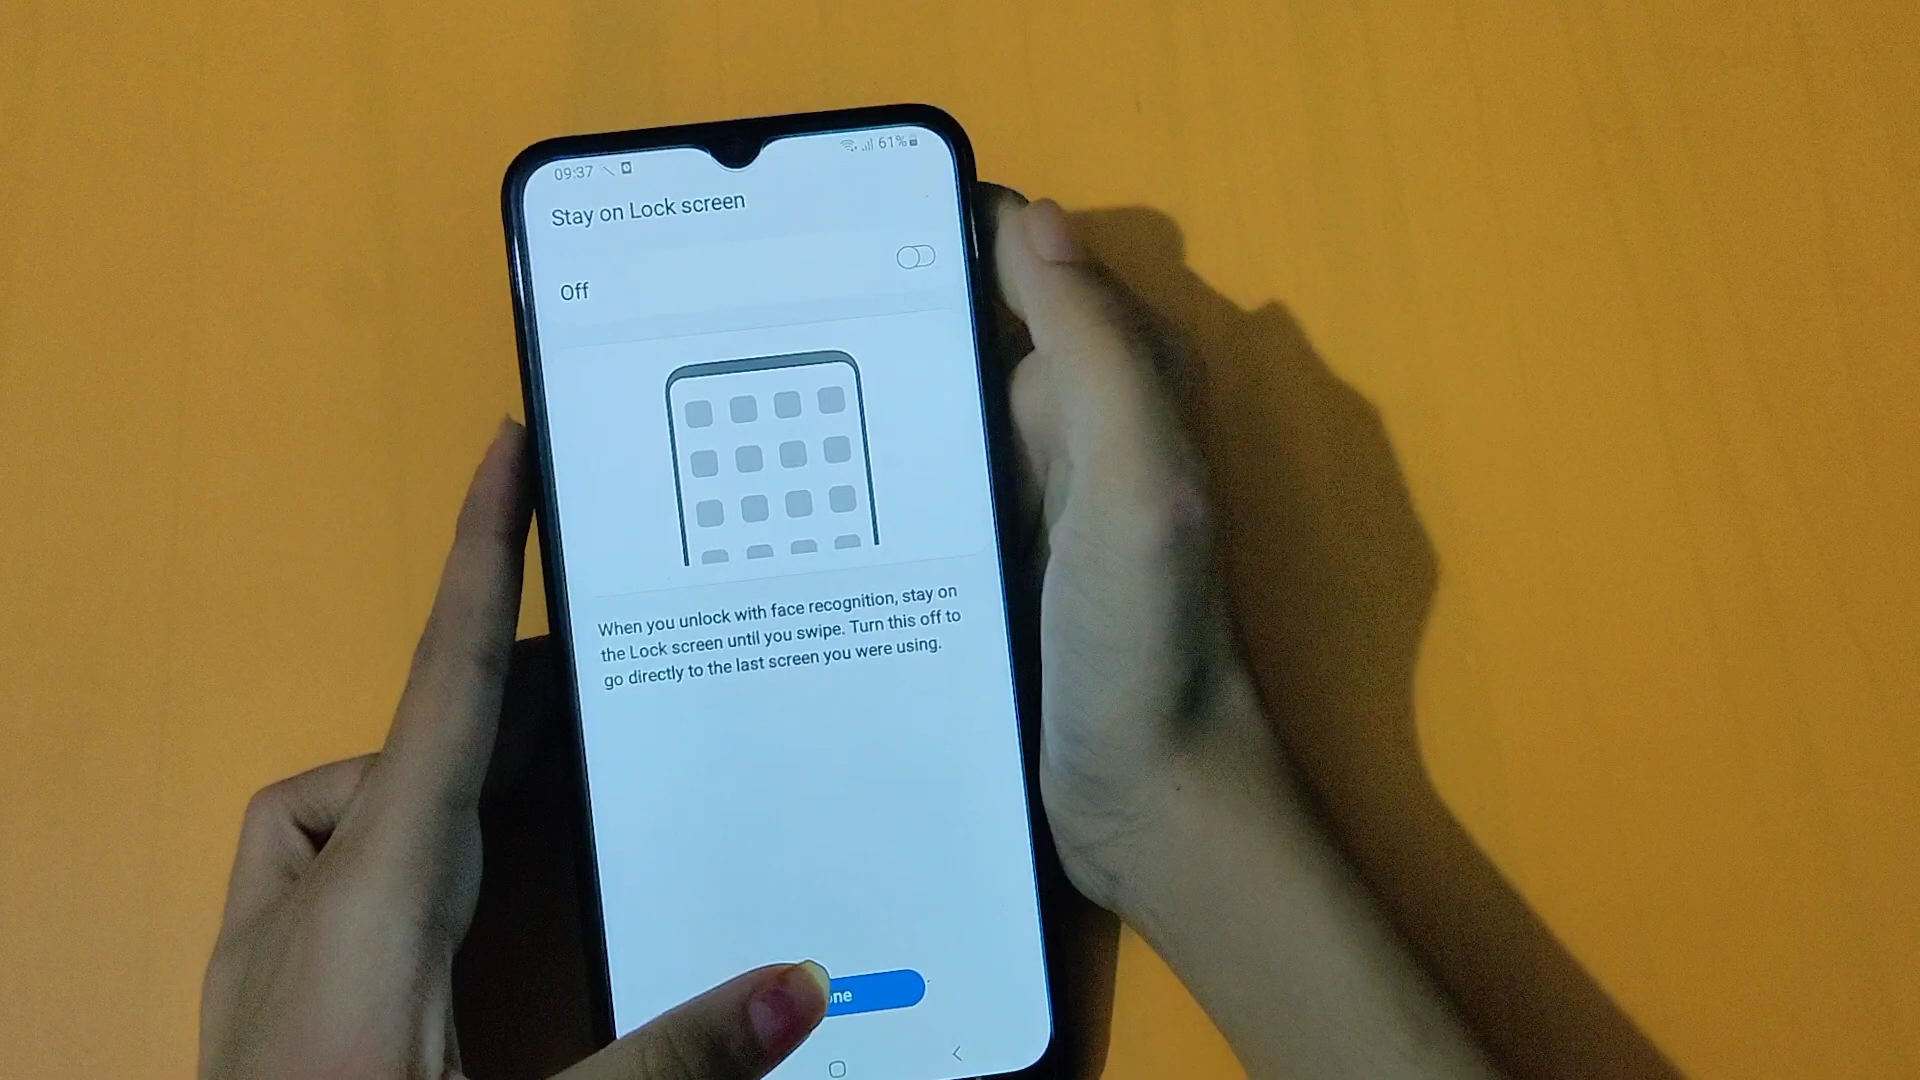 09:37
61%
Stay on Lock screen
Off
When you unlock with face recognition, stay on
the Lock screen until you swipe. Turn this off to
go directly to the last screen you were using.
ne